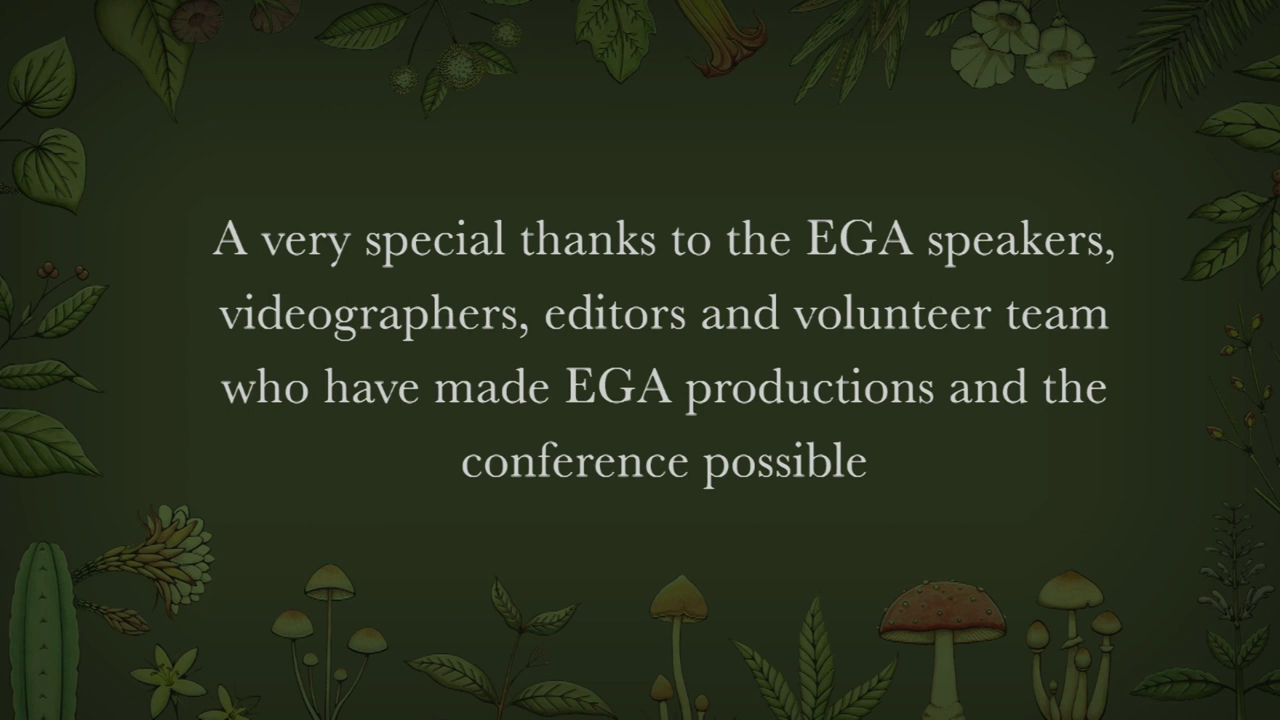 A very special thanks to the EGA speakers,
videographers, editors and volunteer team
who have made EGA productions and the
conference possible